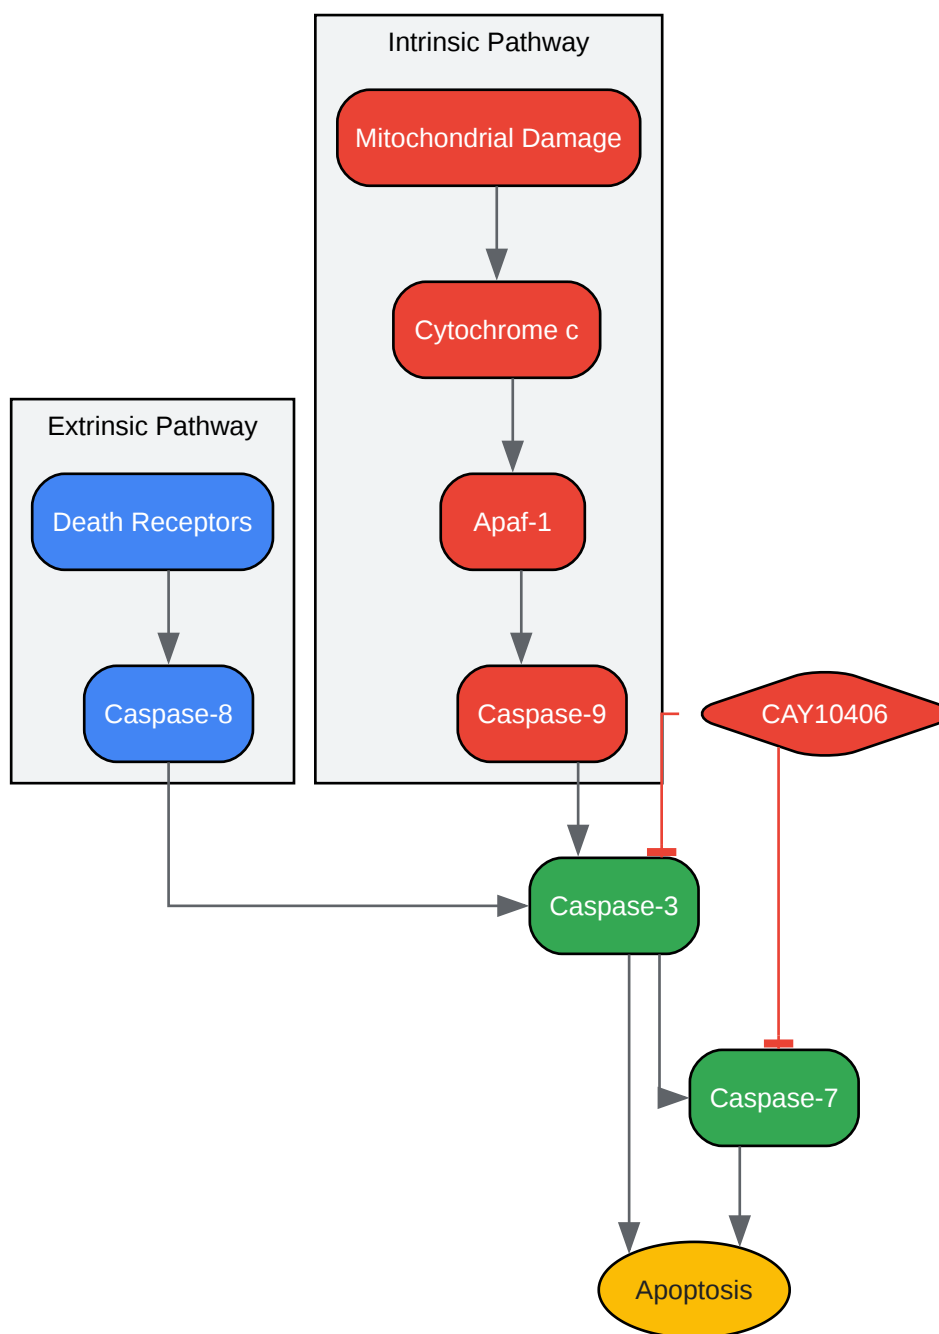 Intrinsic Pathway
Mitochondrial Damage
Cytochrome c
Extrinsic Pathway
Death Receptors
Apaf-1
Caspase-8
Caspase-9
CAY10406
Caspase-3
Caspase-7
Apoptosis